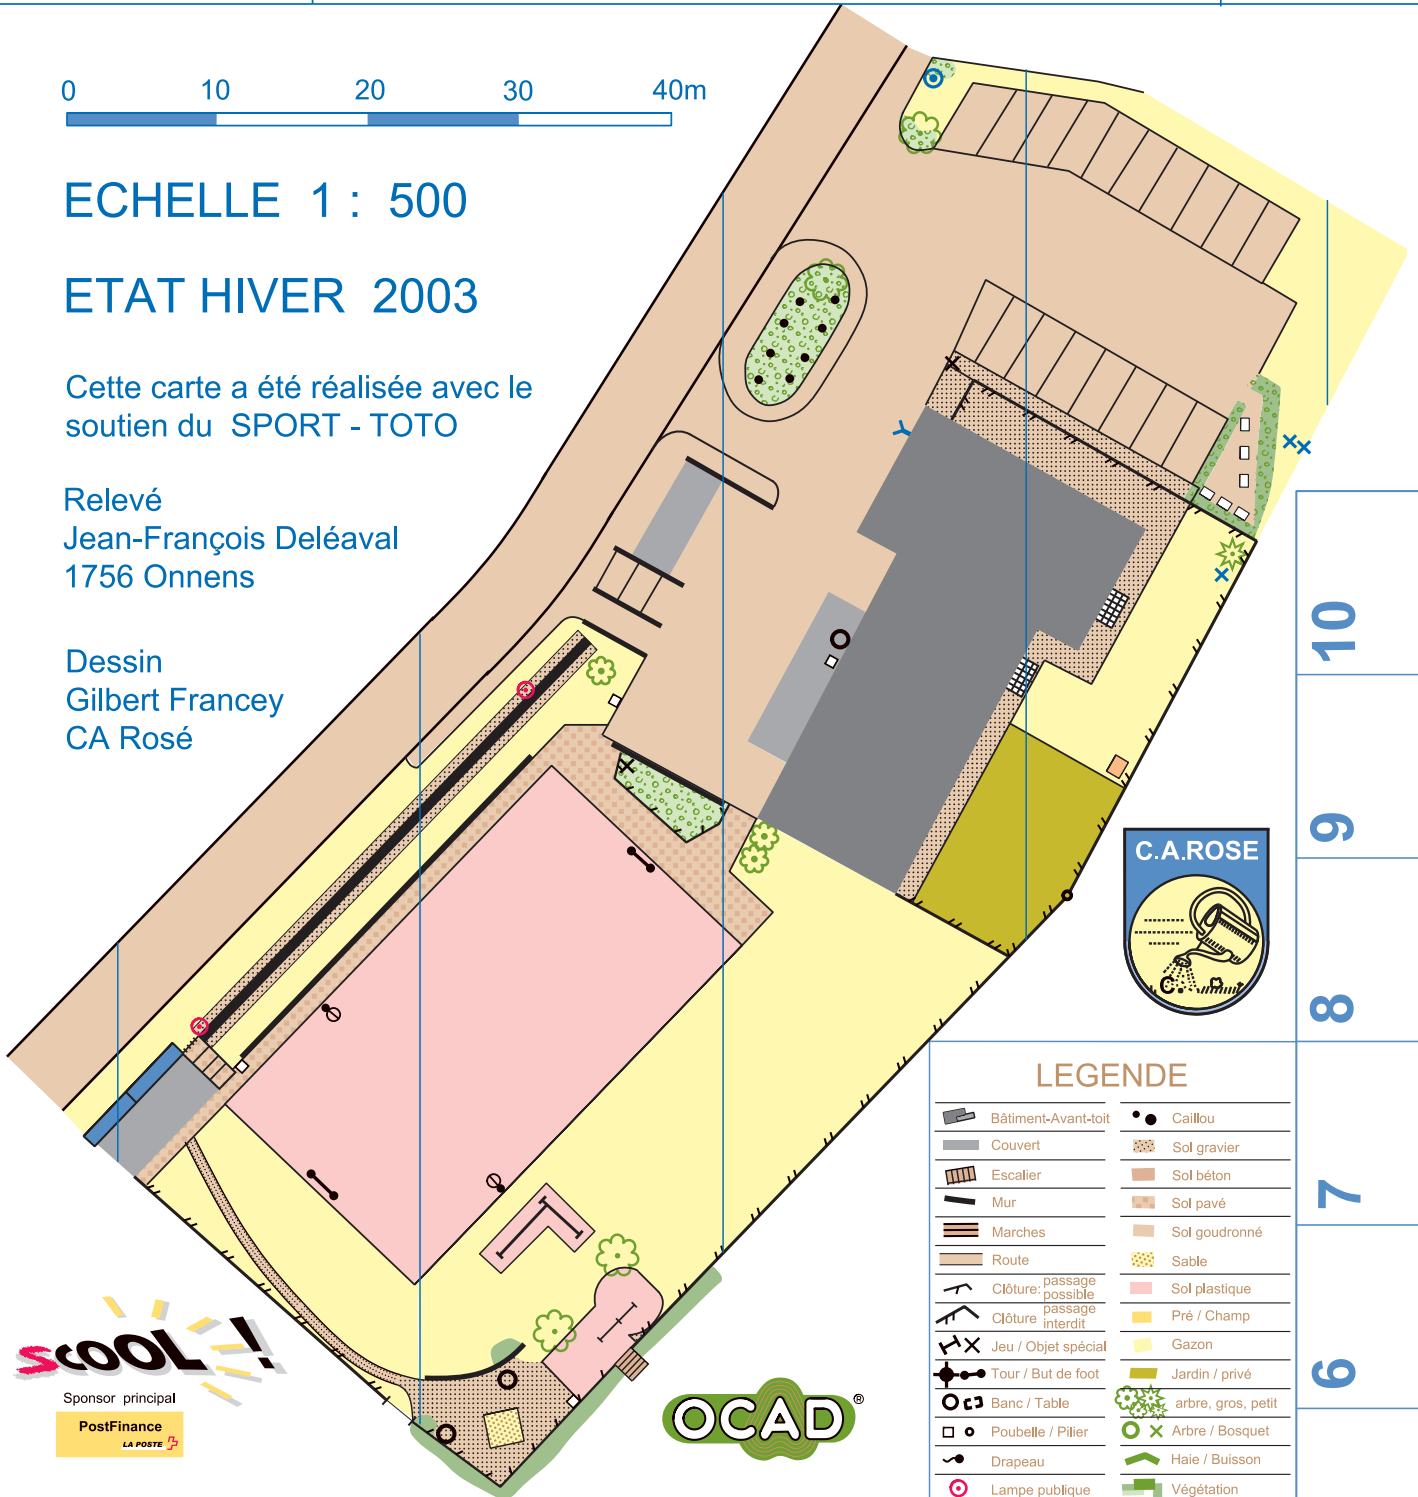 0 10 20 30 40m
ECHELLE 1 : 500
ETAT HIVER 2003
Cette carte a été réalisée avec le
soutien du SPORT - TOTO
Relevé
Jean-François Deléaval
1756 Onnens
Dessin
Gilbert Francey
CA Rosé
10
9
8
7
6
C.A.ROSE
C.
LEGENDE
Bâtiment-Avant-toit
Couvert
Escalier
Mur
Marches
Route
Clôture: passage
possible
Clôture passage
interdit
Jeu / Objet spécial
Tour / But de foot
Banc / Table
Poubelle / Pilier
Drapeau
Lampe publique
Caillou
Sol gravier
Sol béton
Sol pavé
Sol goudronné
Sable
Sol plastique
Pré / Champ
Gazon
Jardin / privé
arbre, gros, petit
Arbre / Bosquet
Haie / Buisson
Végétation
sCOOL !
Sponsor principal
PostFinance
LA POSTE
OCAD ®